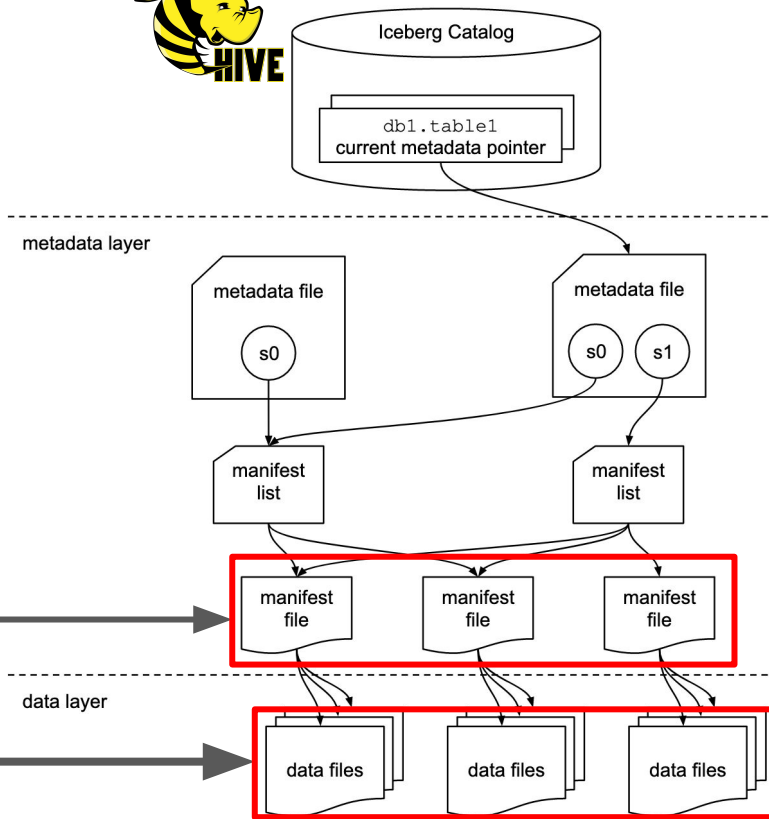 HIVE
Iceberg Catalog
db1.table1
current metadata pointer
metadata layer
metadata file
metadata file
s0
s0
s1
manifest
list
manifest
list
manifest
file
manifest
file
manifest
file
data layer
data files
data files
data files